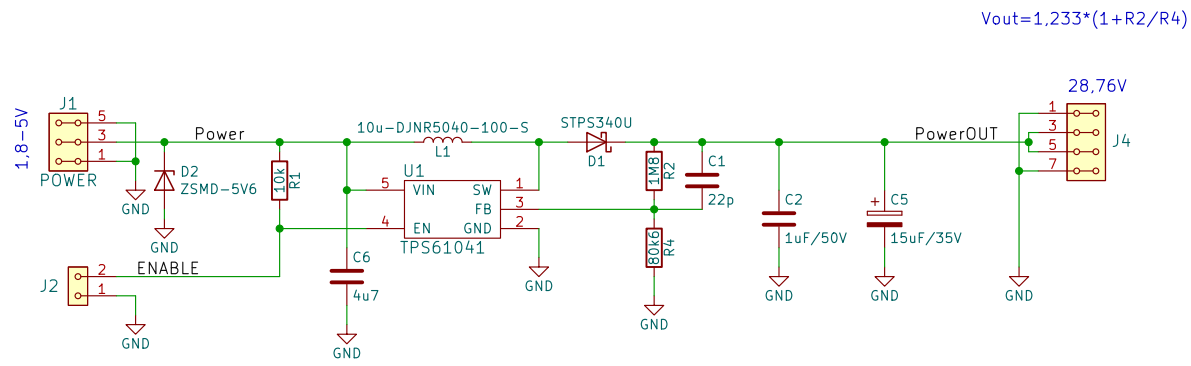 Vout=1,233*(1+R2/R4)
28,76V
1,8-5V
J1
5
3
1
POWER
GND
Power
D2
ZSMD-5V6
GND
10k
R1
10u-DJNR5040-100-S
L1
STPS340U
D1
U1
5
VIN
SW
1
FB
3
4
EN
GND
2
TPS61041
GND
1M8
R2
C1
22p
80k6
R4
GND
C2
1uF/50V
GND
+
C5
15uF/35V
GND
PowerOUT
1
3
5
7
J4
GND
J2
2
1
ENABLE
GND
C6
4u7
GND